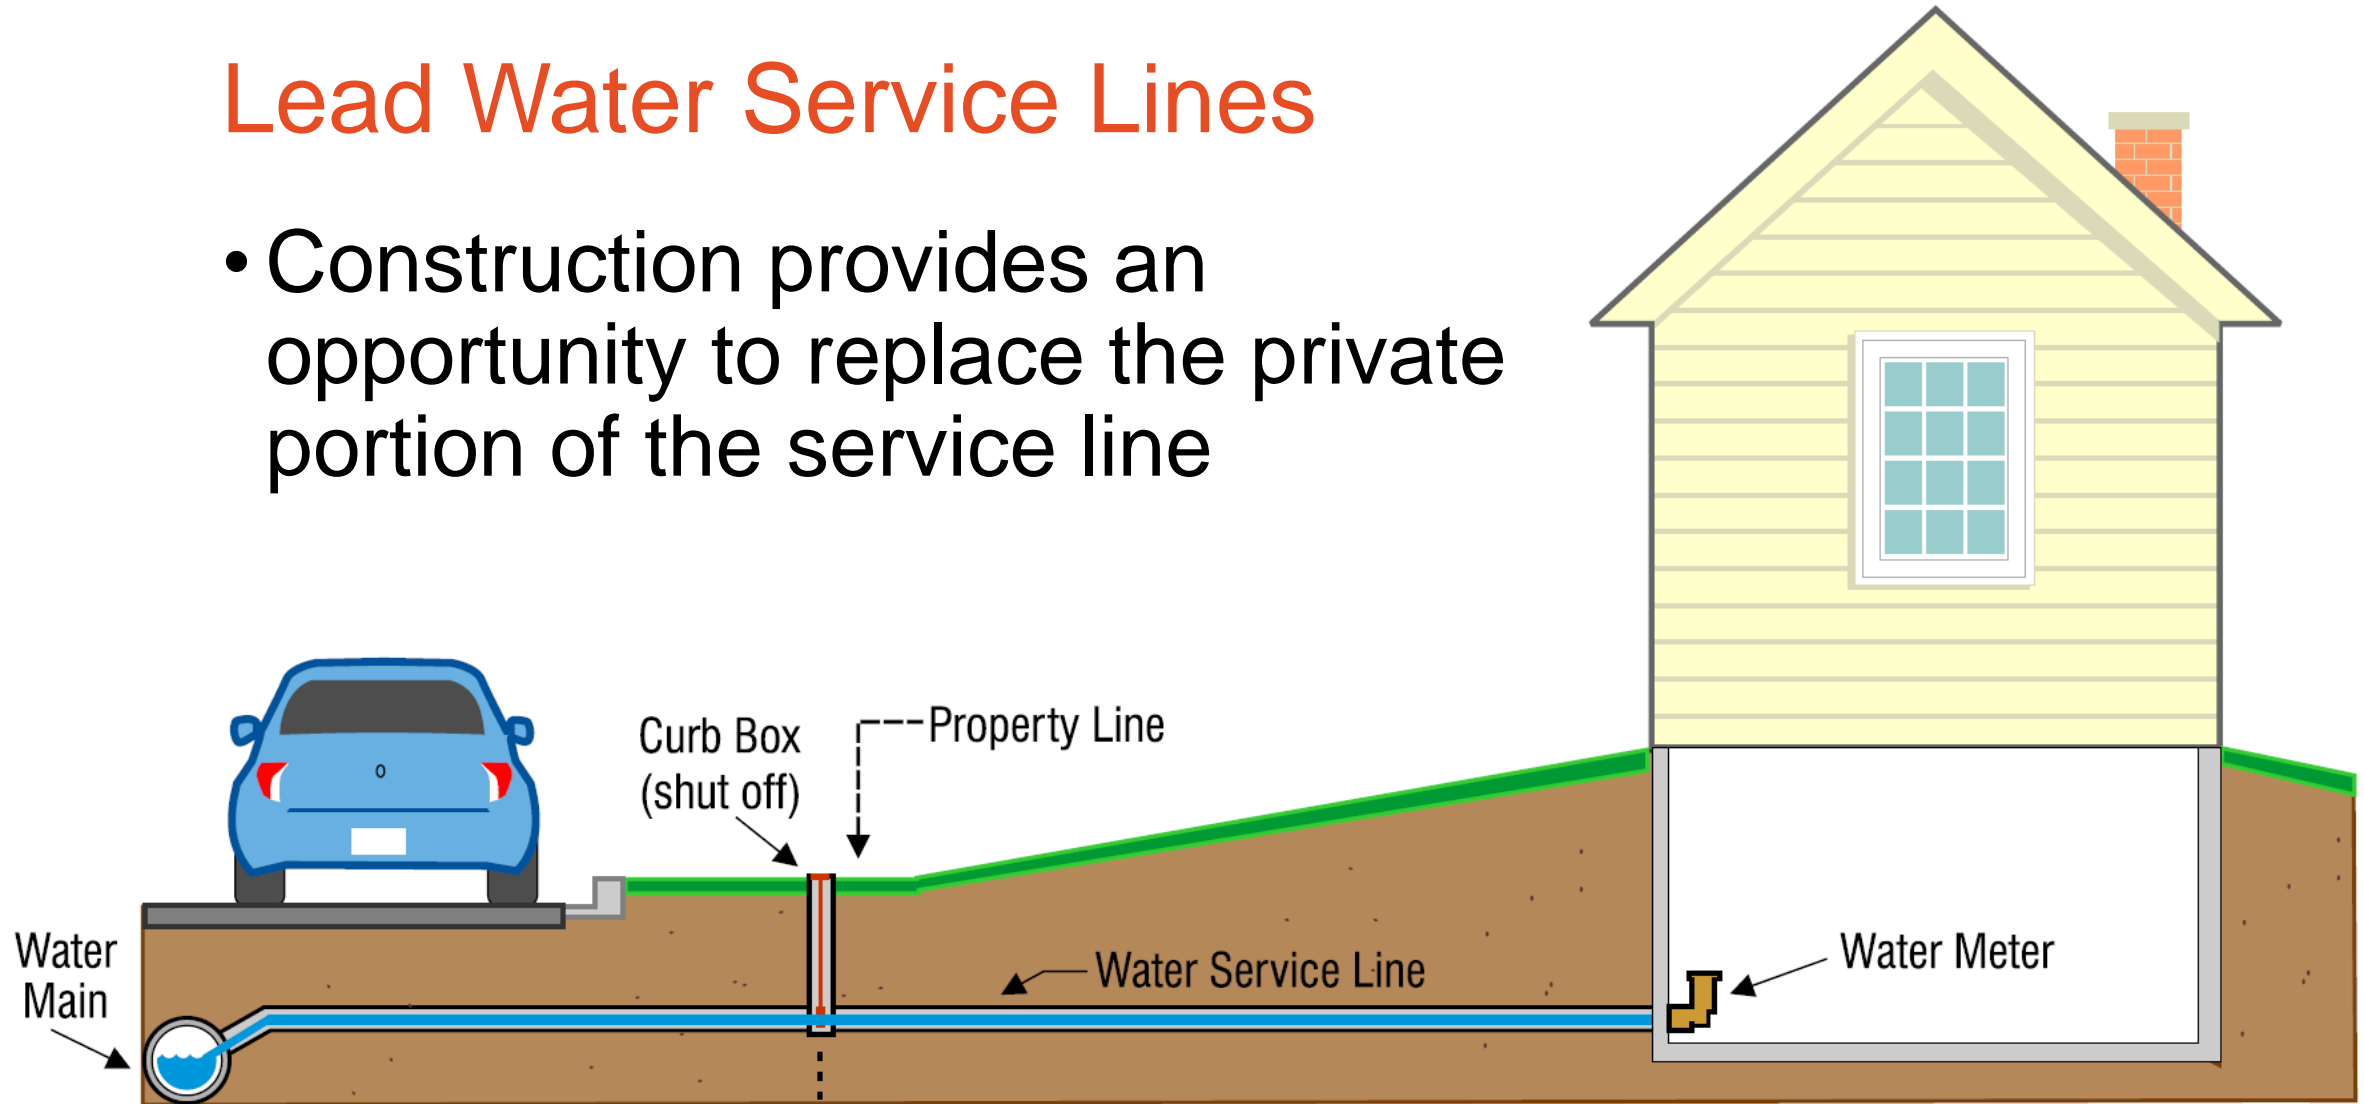 Lead Water Service Lines
• Construction provides an
opportunity to replace the private
portion of the service line
Curb Box
(shut off)
Property Line
Water
Main
Water Service Line
Water Meter